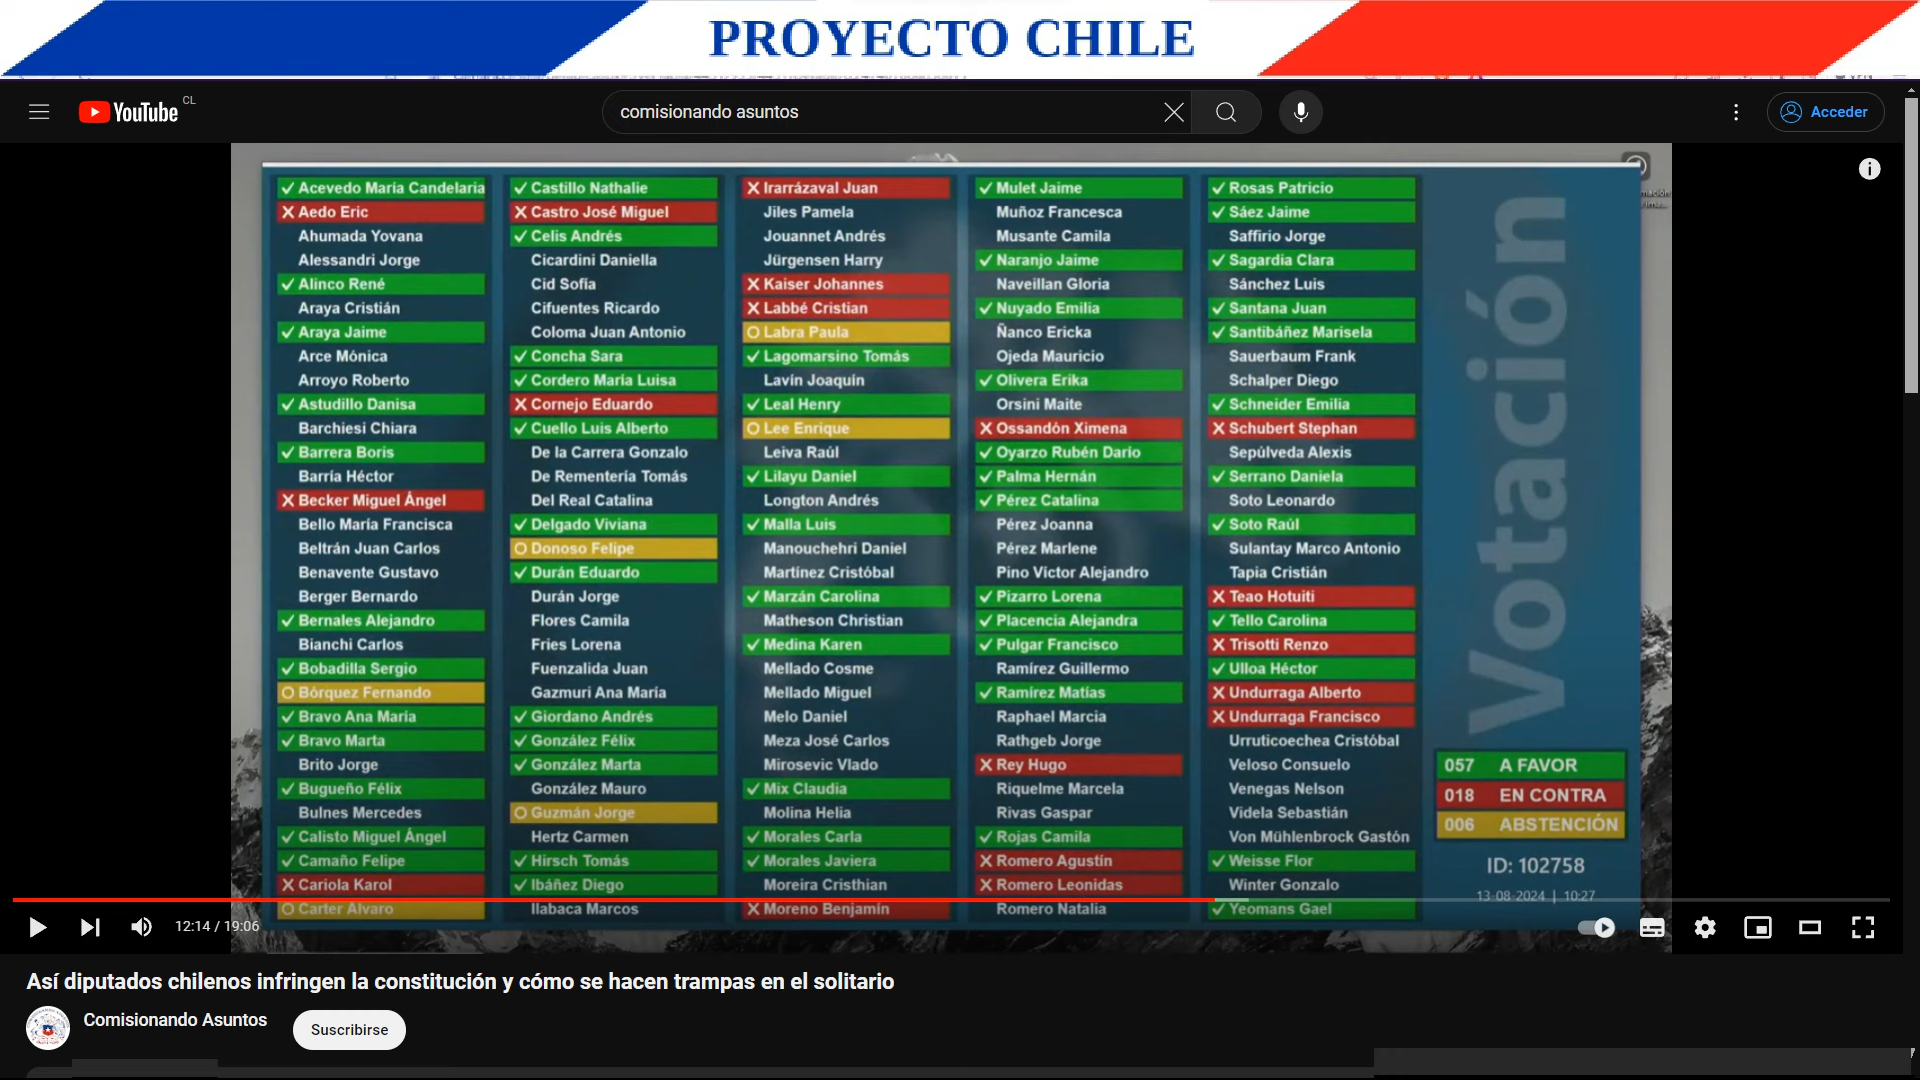 PROYECTO CHILE
YouTube CL
comisionando asuntos
Acceder
Acevedo María Candelaria
Aedo Eric
Ahumada Yovana
Alessandri Jorge
Alinco René
Araya Cristián
Araya Jaime
Arce Mónica
Arroyo Roberto
Astudillo Danisa
Barchiesi Chiara
Barrera Boris
Barría Héctor
Becker Miguel Ángel
Bello María Francisca
Beltrán Juan Carlos
Benavente Gustavo
Berger Bernardo
Bernales Alejandro
Bianchi Carlos
Bobadilla Sergio
Bórquez Fernando
Bravo Ana María
Bravo Marta
Brito Jorge
Bugueño Félix
Bulnes Mercedes
Calisto Miguel Ángel
Camaño Felipe
Cariola Karol
Carter Alvaro
Castillo Nathalie
Castro José Miguel
Celis Andrés
Cicardini Daniella
Cid Sofía
Cifuentes Ricardo
Coloma Juan Antonio
Concha Sara
Cordero María Luisa
Cornejo Eduardo
Cuello Luis Alberto
De la Carrera Gonzalo
De Rementería Tomás
Del Real Catalina
Delgado Viviana
Donoso Felipe
Durán Eduardo
Durán Jorge
Flores Camila
Fries Lorena
Fuenzalida Juan
Gazmuri Ana María
Giordano Andrés
González Félix
González Marta
González Mauro
Guzmán Jorge
Hertz Carmen
Hirsch Tomás
Ibáñez Diego
Ilabaca Marcos
Irarrázaval Juan
Jiles Pamela
Jouannet Andrés
Jürgensen Harry
Kaiser Johannes
Labbé Cristian
Labra Paula
Lagomarsino Tomás
Lavín Joaquín
Leal Henry
Lee Enrique
Leiva Raúl
Lilayu Daniel
Longton Andrés
Malla Luis
Manouchehri Daniel
Martínez Cristóbal
Marzán Carolina
Matheson Christian
Medina Karen
Mellado Cosme
Mellado Miguel
Melo Daniel
Meza José Carlos
Mirosevic Vlado
Mix Claudia
Molina Helia
Morales Carla
Morales Javiera
Moreira Cristhian
Moreno Benjamín
Mulet Jaime
Muñoz Francesca
Musante Camila
Naranjo Jaime
Naveillan Gloria
Nuyado Emilia
Ñanco Ericka
Ojeda Mauricio
Olivera Erika
Orsini Maite
Ossandón Ximena
Oyarzo Rubén Darío
Palma Hernán
Pérez Catalina
Pérez Joanna
Pérez Marlene
Pino Víctor Alejandro
Pizarro Lorena
Placencia Alejandra
Pulgar Francisco
Ramírez Guillermo
Ramírez Matías
Raphael Marcia
Rathgeb Jorge
Rey Hugo
Riquelme Marcela
Rivas Gaspar
Rojas Camila
Romero Agustín
Romero Leonidas
Romero Natalia
Rosas Patricio
Sáez Jaime
Saffirio Jorge
Sagardia Clara
Sánchez Luis
Santana Juan
Santibáñez Marisela
Sauerbaum Frank
Schalper Diego
Schneider Emilia
Schubert Stephan
Sepúlveda Alexis
Serrano Daniela
Soto Leonardo
Soto Raúl
Sulantay Marco Antonio
Tapia Cristián
Teao Hotuiti
Tello Carolina
Trisotti Renzo
Ulloa Héctor
Undurraga Alberto
Undurraga Francisco
Urruticoechea Cristóbal
Veloso Consuelo
Venegas Nelson
Videla Sebastián
Von Mühlenbrock Gastón
Weisse Flor
Winter Gonzalo
Yeomans Gael
Votación
057 A FAVOR
018 EN CONTRA
006 ABSTENCIÓN
ID: 102758
13-08-2024 | 10:27
12:14 / 19:06
Así diputados chilenos infringen la constitución y cómo se hacen trampas en el solitario
Comisionando Asuntos
Suscribirse